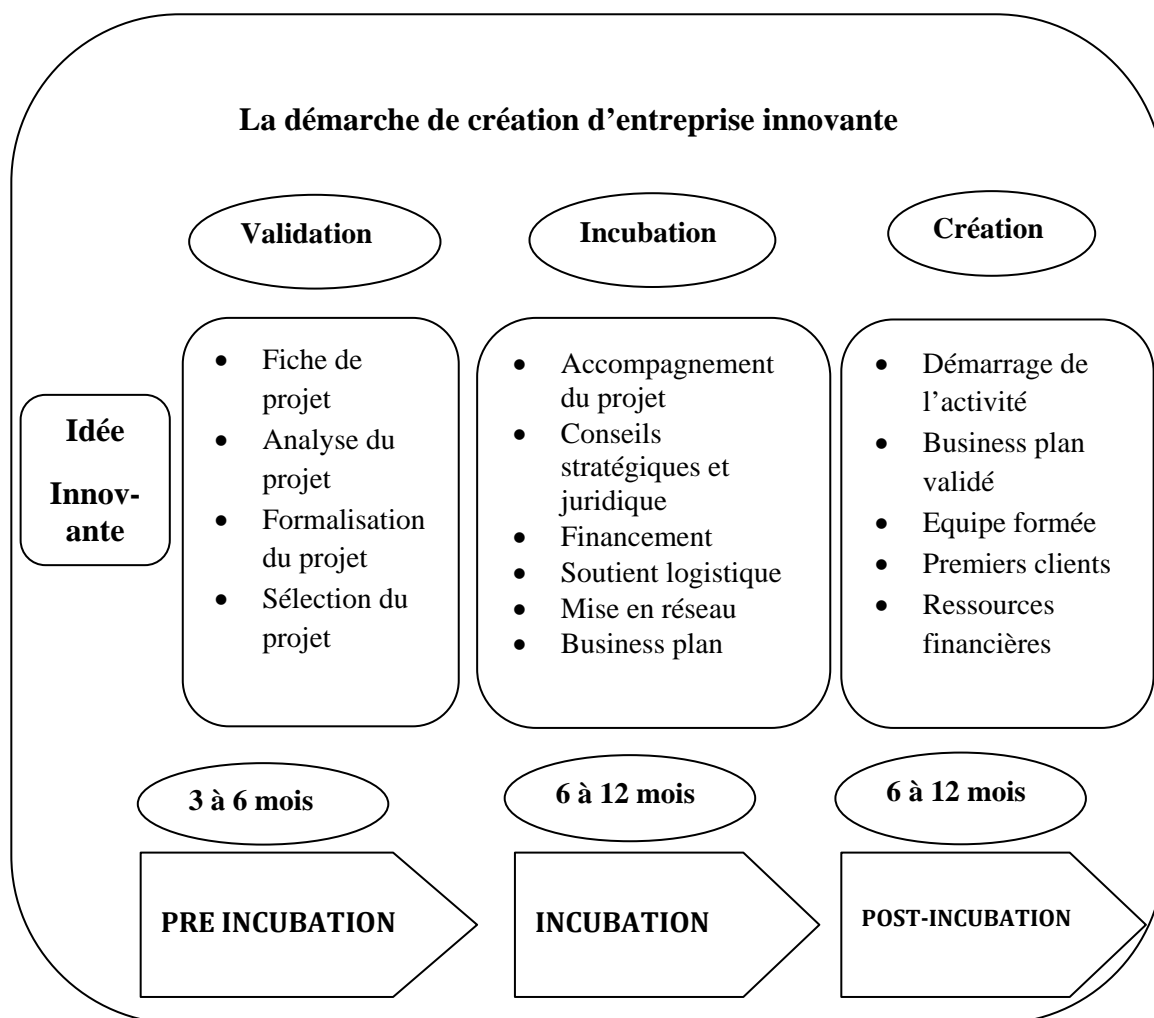 La démarche de création d’entreprise innovante
Validation
Incubation
Création
Idée
Innov-
ante
• Fiche de
projet
• Analyse du
projet
• Formalisation
du projet
• Sélection du
projet
• Accompagnement
du projet
• Conseils
stratégiques et
juridique
• Financement
• Soutient logistique
• Mise en réseau
• Business plan
• Démarrage de
l’activité
• Business plan
validé
• Equipe formée
• Premiers clients
• Ressources
financières
3 à 6 mois
6 à 12 mois
6 à 12 mois
PRE INCUBATION
INCUBATION
POST-INCUBATION